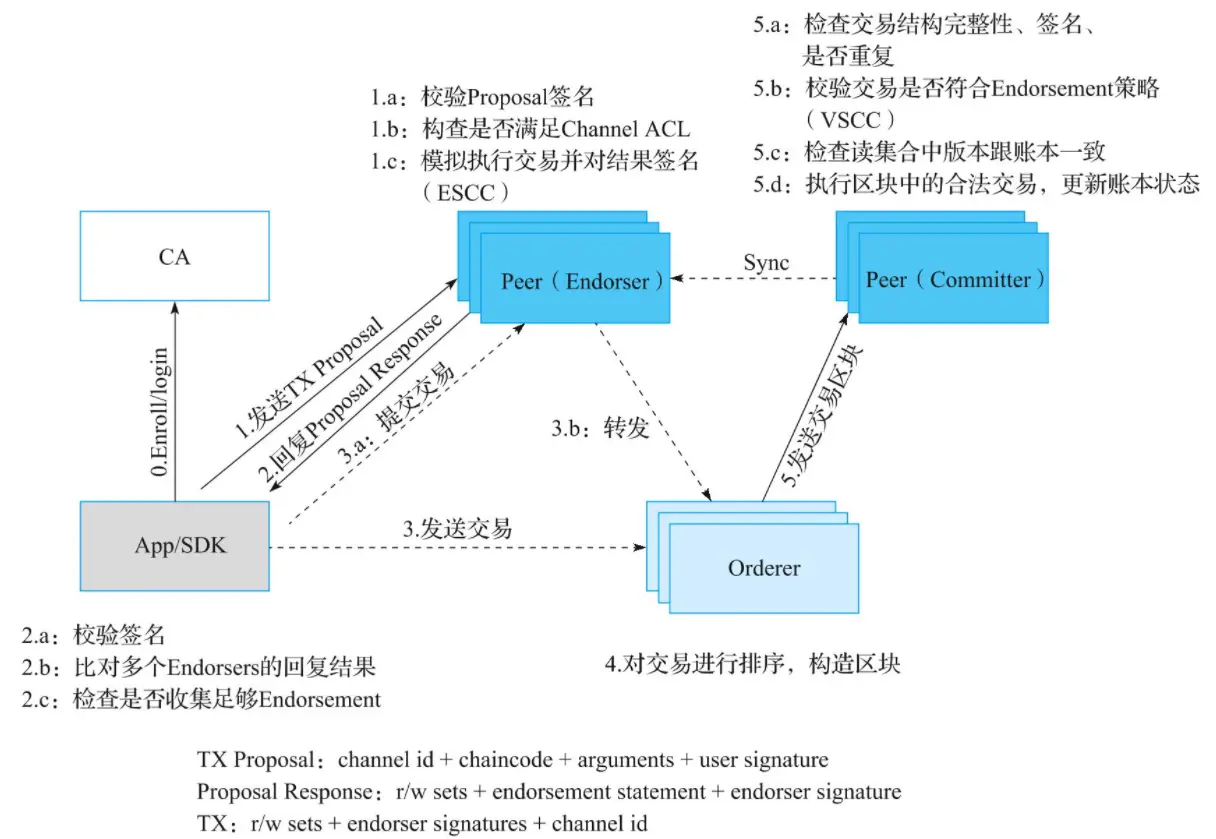 5.a：检查交易结构完整性、签名、
是否重复
5.b：校验交易是否符合Endorsement策略
（VSCC）
5.c：检查读集合中版本跟账本一致
5.d：执行区块中的合法交易，更新账本状态
1.a：校验Proposal签名
1.b：构查是否满足Channel ACL
1.c：模拟执行交易并对结果签名
（ESCC）
CA
Peer（Endorser）
Sync
Peer（Committer）
0.Enroll/login
1.发送TX Proposal
2.回复Proposal Response
3.a：提交交易
3.b：转发
5.发送交易区块
App/SDK
3.发送交易
Orderer
2.a：校验签名
2.b：比对多个Endorsers的回复结果
2.c：检查是否收集足够Endorsement
4.对交易进行排序，构造区块
TX Proposal：channel id + chaincode + arguments + user signature
Proposal Response：r/w sets + endorsement statement + endorser signature
TX：r/w sets + endorser signatures + channel id